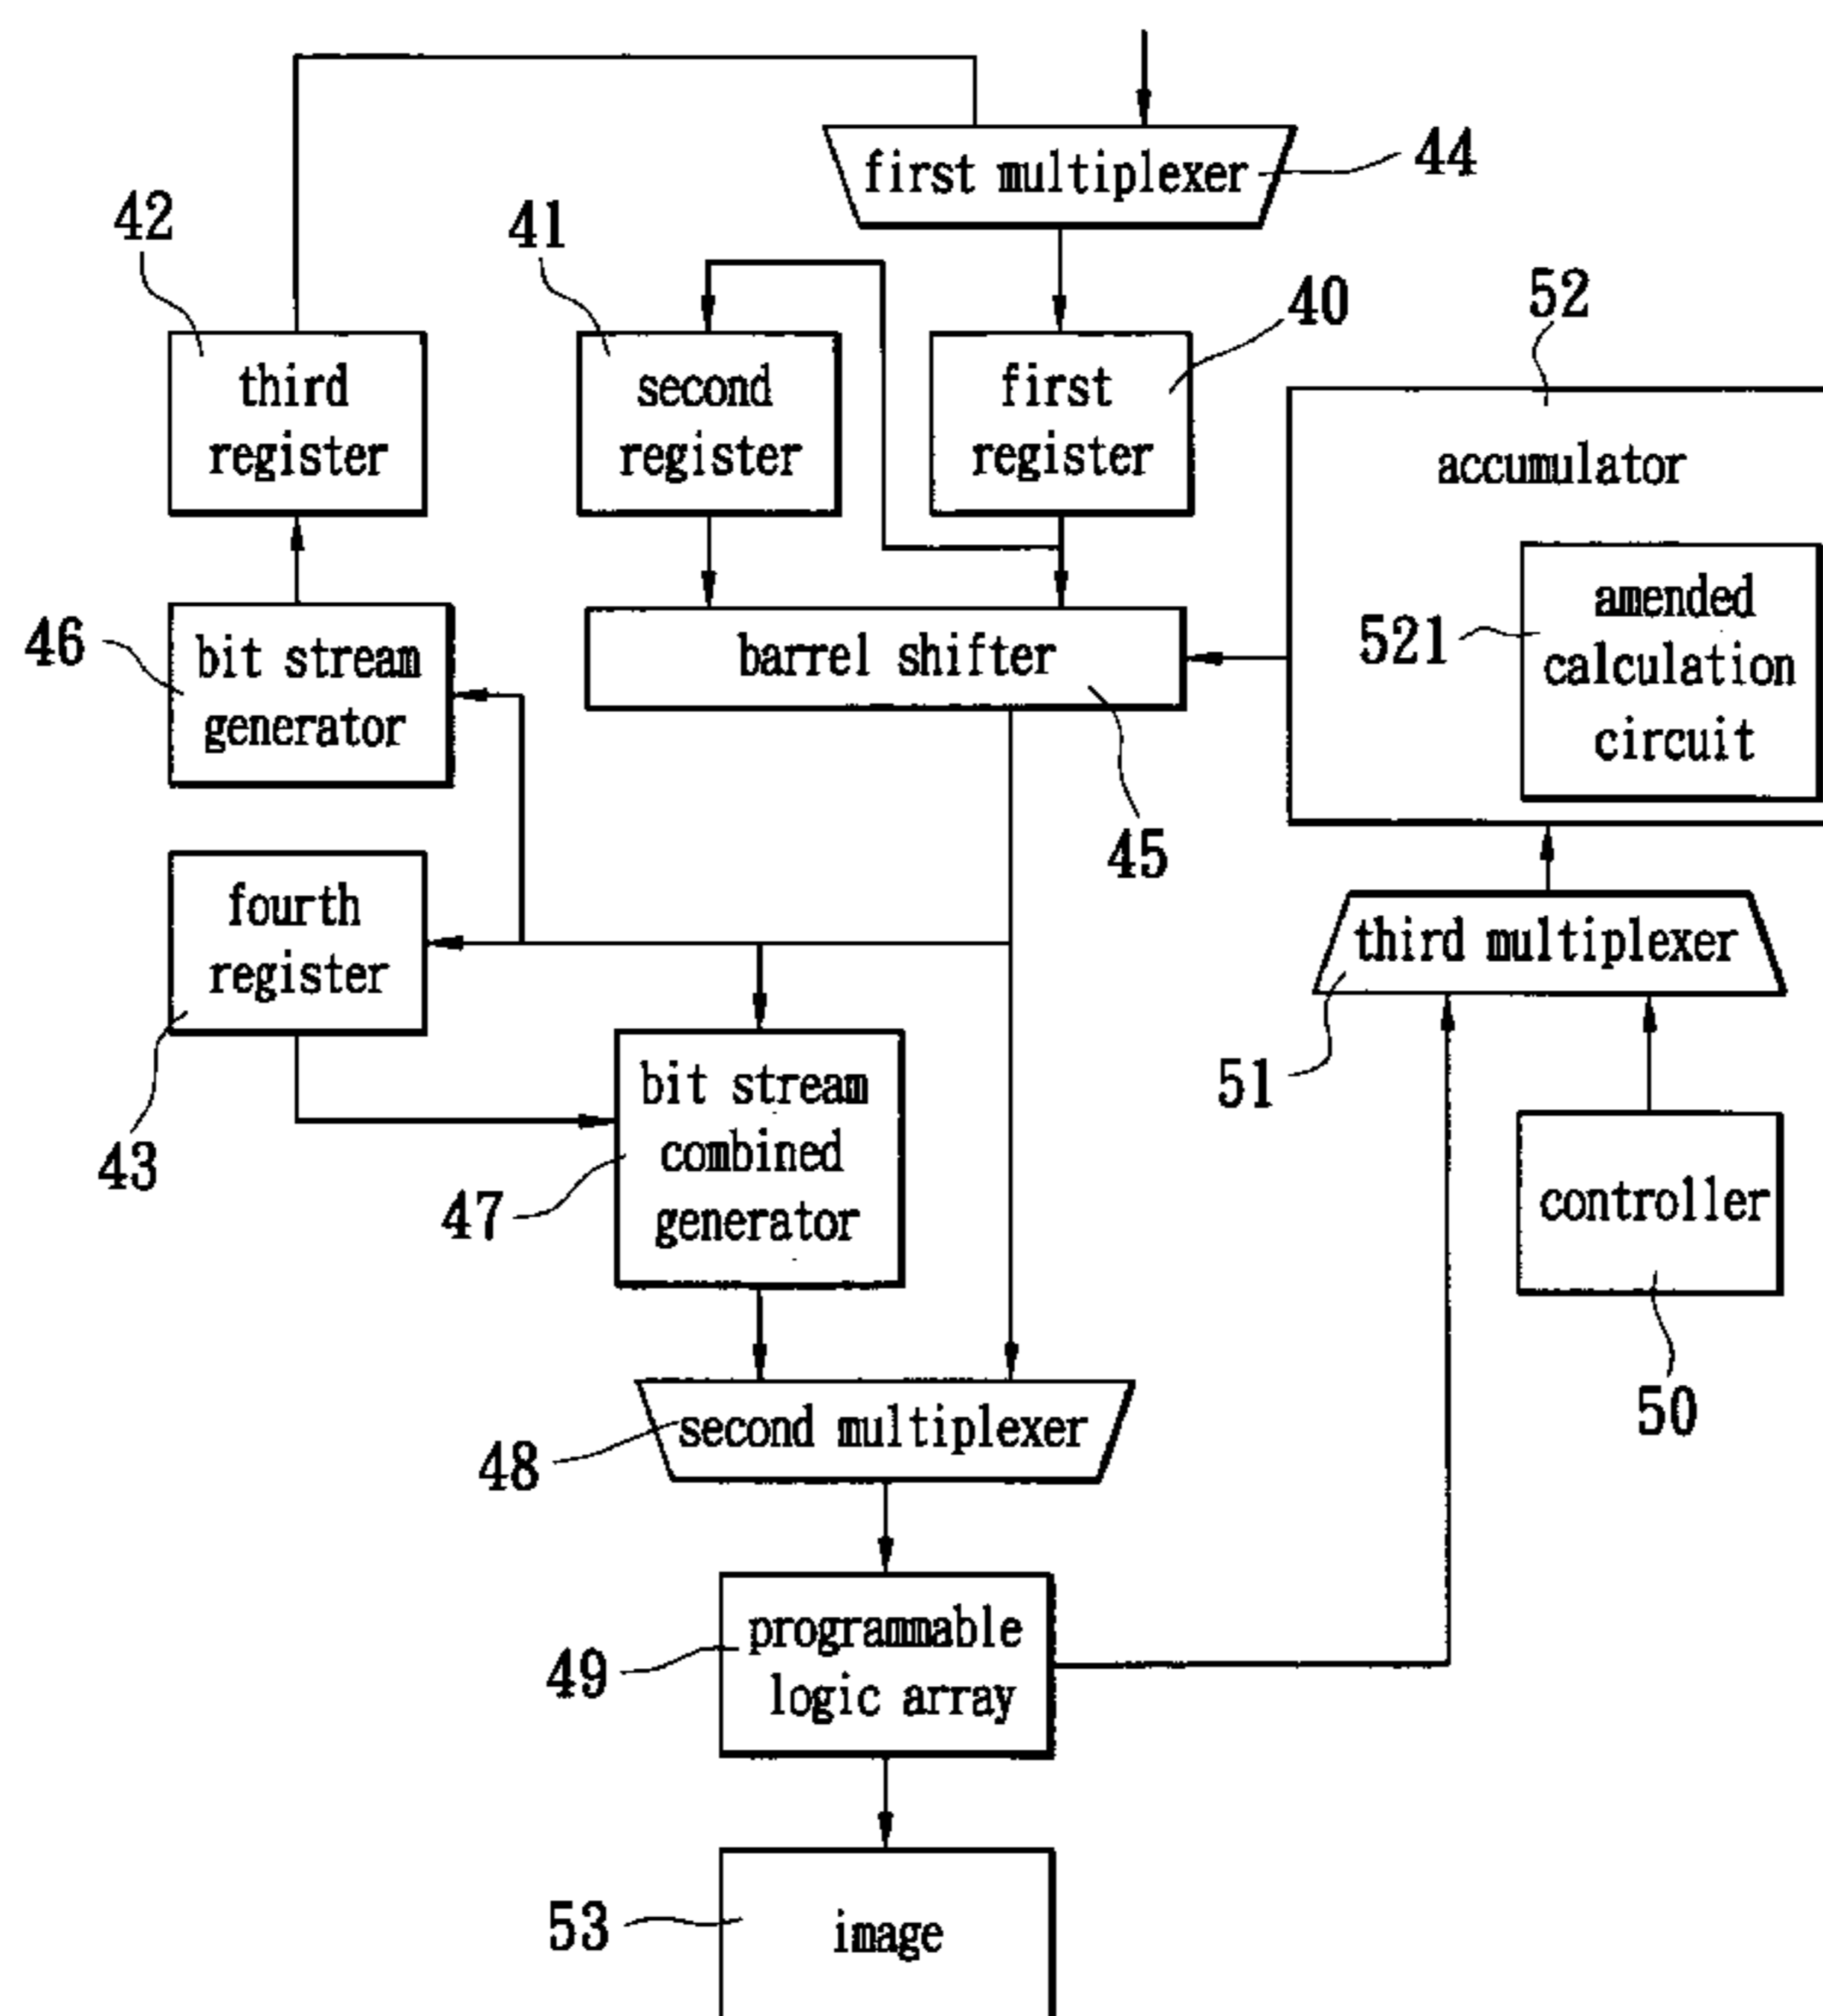 first multiplexer
44
42
41
40
52
third
register
second
register
first
register
accumulator
46
bit stream
generator
barrel shifter
521
amended
calculation
circuit
45
fourth
register
third multiplexer
43
51
bit stream
combined
generator
47
controller
50
second multiplexer
48
programmable
logic array
49
53
image